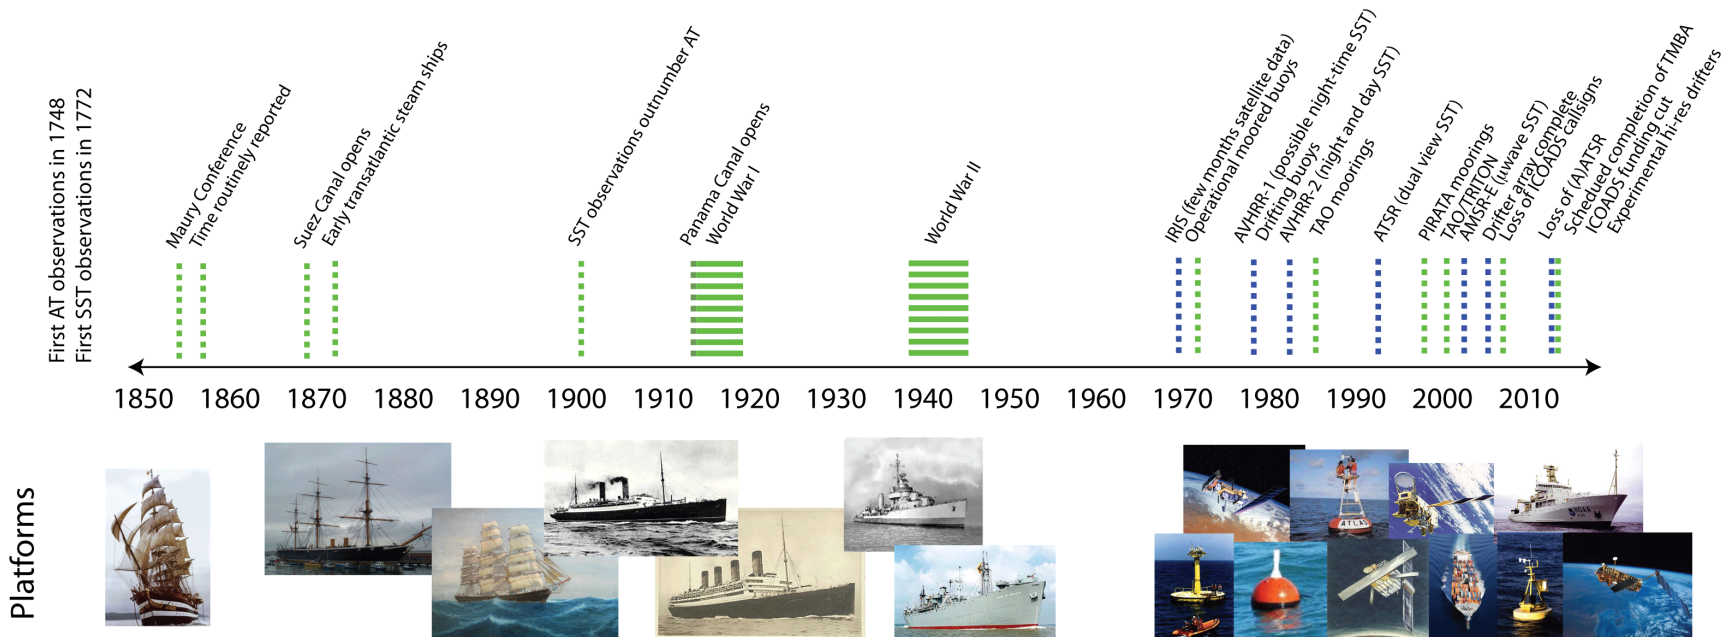 First AT observations in 1748
First SST observations in 1772
Maury Conference
Time routinely reported
Suez Canal opens
Early transatlantic steam ships
SST observations outnumber AT
Panama Canal opens
World War I
World War II
IRIS (few months satellite data)
Operational moored buoys
AVHRR-1 (possible night-time SST)
Drifting buoys
AVHRR-2 (night and day SST)
TAO moorings
ATSR (dual view SST)
PIRATA moorings
TAO/TRITON
AMSR-E (μwave SST)
Drifter array complete
Loss of ICOADS callsigns
Loss of (A)ATSR
Schedued completion of TMBA
ICOADS funding cut
Experimental hi-res drifters
1850 1860 1870 1880 1890 1900 1910 1920 1930 1940 1950 1960 1970 1980 1990 2000 2010
Platforms
ATLAS
NOAA